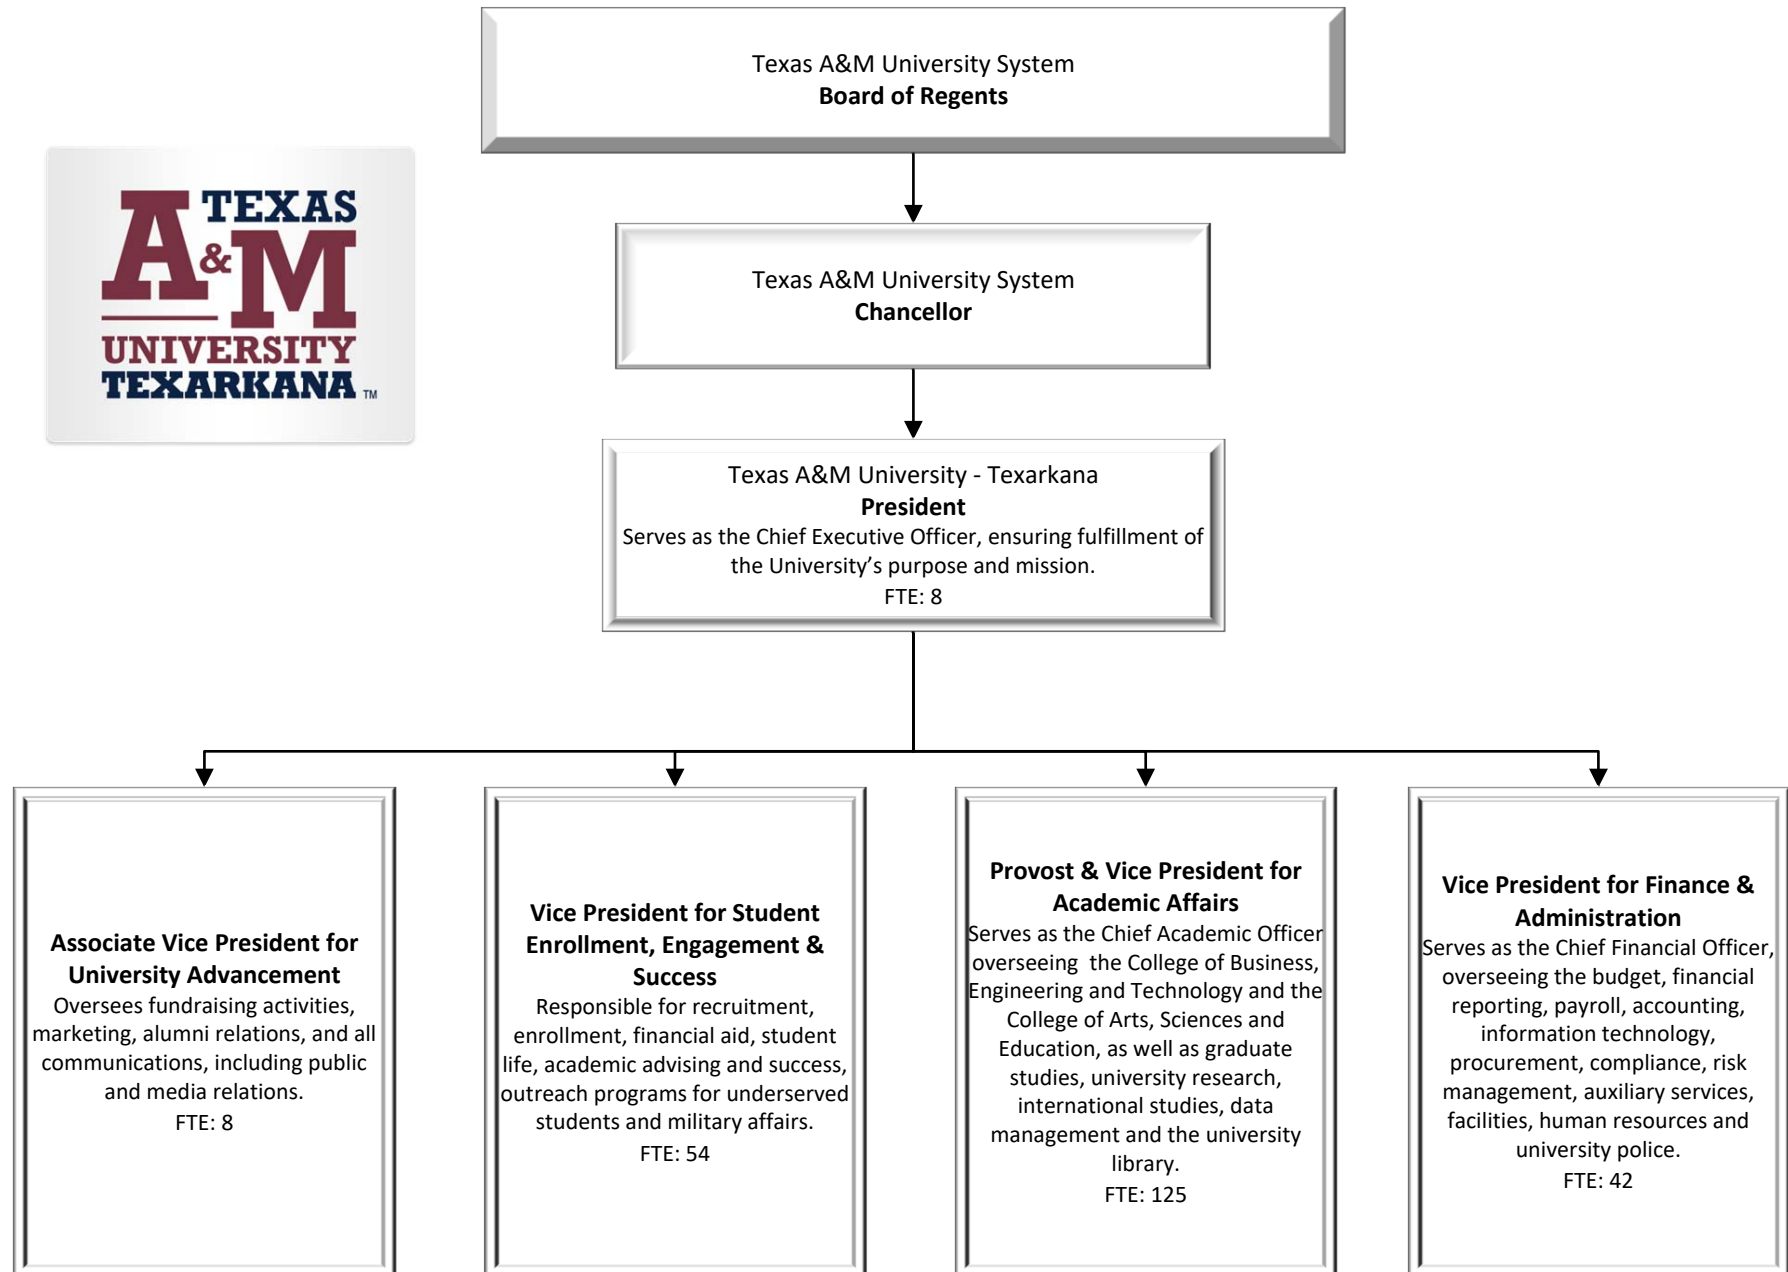 Texas A&M University System
Board of Regents
TEXAS
A&M
UNIVERSITY
TEXARKANA TM
Texas A&M University System
Chancellor
Texas A&M University - Texarkana
President
Serves as the Chief Executive Officer, ensuring fulfillment of
the University’s purpose and mission.
FTE: 8
Associate Vice President for
University Advancement
Oversees fundraising activities,
marketing, alumni relations, and all
communications, including public
and media relations.
FTE: 8
Vice President for Student
Enrollment, Engagement &
Success
Responsible for recruitment,
enrollment, financial aid, student
life, academic advising and success,
outreach programs for underserved
students and military affairs.
FTE: 54
Provost & Vice President for
Academic Affairs
Serves as the Chief Academic Officer
overseeing  the College of Business,
Engineering and Technology and the
College of Arts, Sciences and
Education, as well as graduate
studies, university research,
international studies, data
management and the university
library.
FTE: 125
Vice President for Finance &
Administration
Serves as the Chief Financial Officer,
overseeing the budget, financial
reporting, payroll, accounting,
information technology,
procurement, compliance, risk
management, auxiliary services,
facilities, human resources and
university police.
FTE: 42